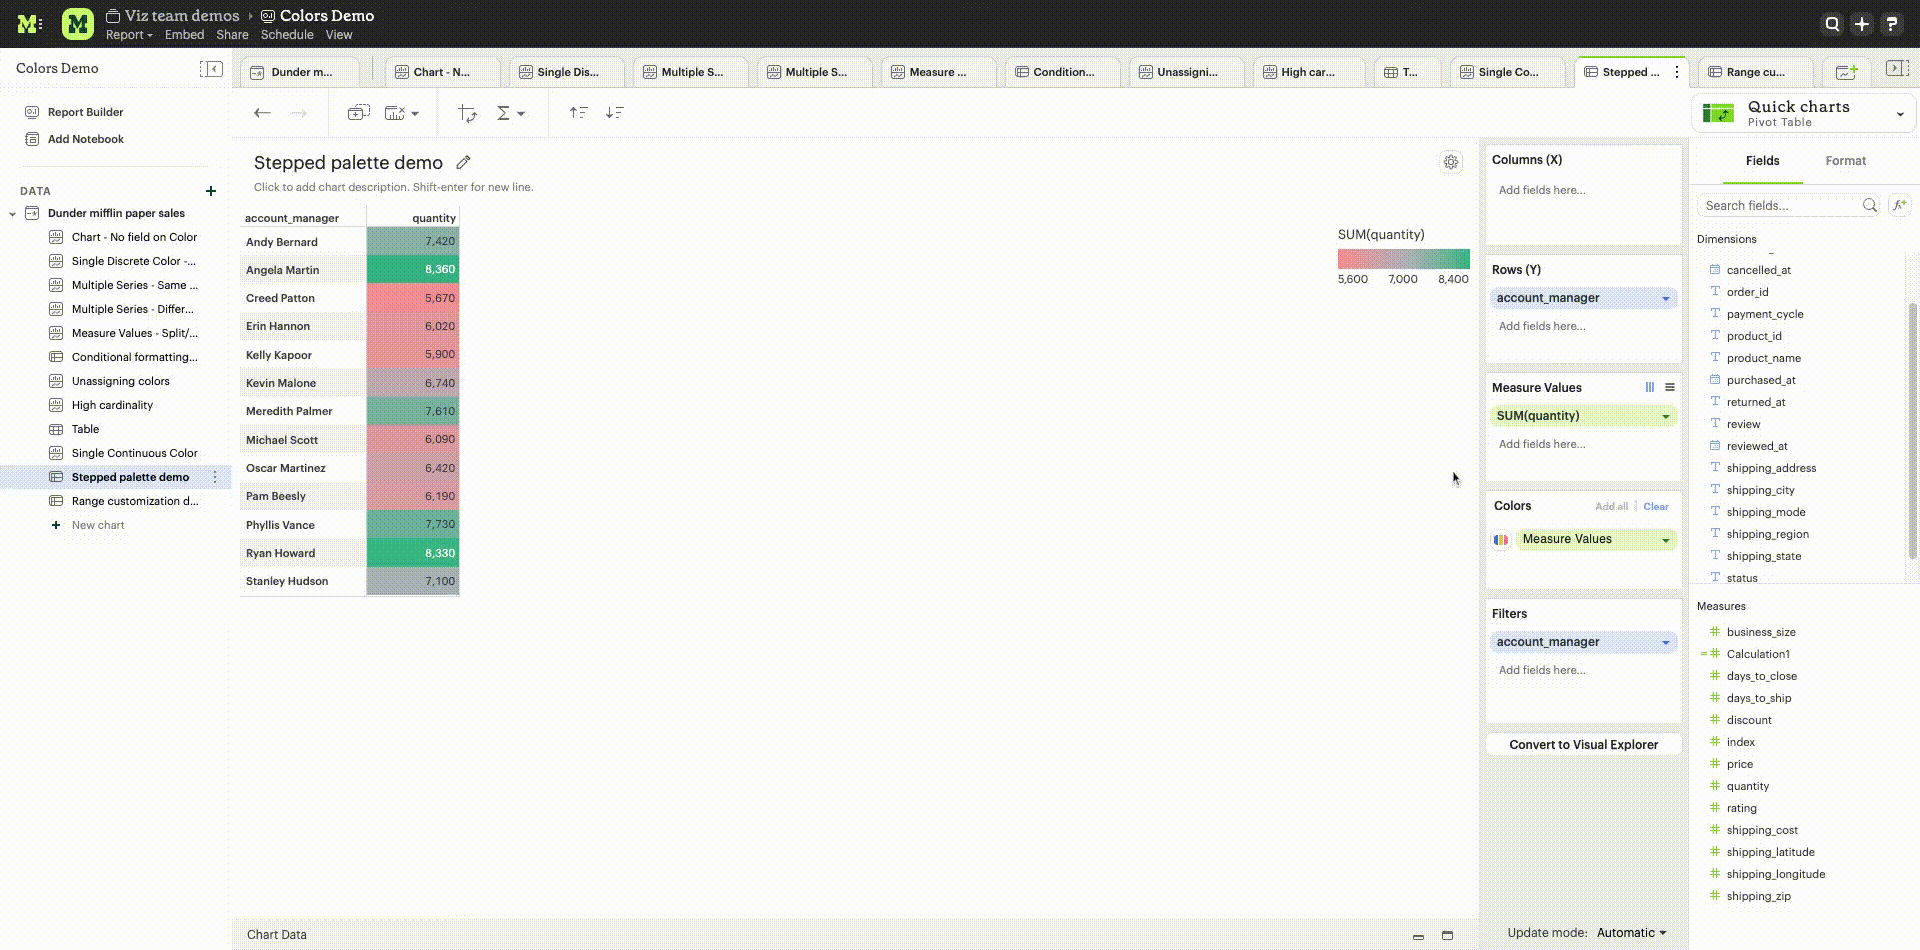 M
M
Viz team demos
Colors Demo
Report
Embed
Share
Schedule
View
?
Colors Demo
Report Builder
Add Notebook
DATA
Dunder mifflin paper sales
Chart - No field on Color
Single Discrete Color -...
Multiple Series - Same ...
Multiple Series - Differ...
Measure Values - Split/...
Conditional formatting...
Unassigning colors
High cardinality
Table
Single Continuous Color
Stepped palette demo
Range customization d...
New chart
Dunder m...
Chart - N...
Single Dis...
Multiple S...
Multiple S...
Measure ...
Condition...
Unassigni...
High car...
T...
Single Co...
Stepped ...
Range cu...
Stepped palette demo
Click to add chart description. Shift-enter for new line.
account_manager quantity
Andy Bernard 7,420
Angela Martin 8,360
Creed Patton 5,670
Erin Hannon 6,020
Kelly Kapoor 5,900
Kevin Malone 6,740
Meredith Palmer 7,610
Michael Scott 6,090
Oscar Martinez 6,420
Pam Beesly 6,190
Phyllis Vance 7,730
Ryan Howard 8,330
Stanley Hudson 7,100
SUM(quantity)
5,600 7,000 8,400
Chart Data
Columns (X)
Add fields here...
Rows (Y)
account_manager
Add fields here...
Measure Values
SUM(quantity)
Add fields here...
Colors Add all Clear
Measure Values
Filters
account_manager
Add fields here...
Convert to Visual Explorer
Update mode: Automatic
Quick charts
Pivot Table
Fields
Format
Search fields...
Dimensions
cancelled_at
order_id
payment_cycle
product_id
product_name
purchased_at
returned_at
review
reviewed_at
shipping_address
shipping_city
shipping_mode
shipping_region
shipping_state
status
Measures
business_size
Calculation1
days_to_close
days_to_ship
discount
index
price
quantity
rating
shipping_cost
shipping_latitude
shipping_longitude
shipping_zip